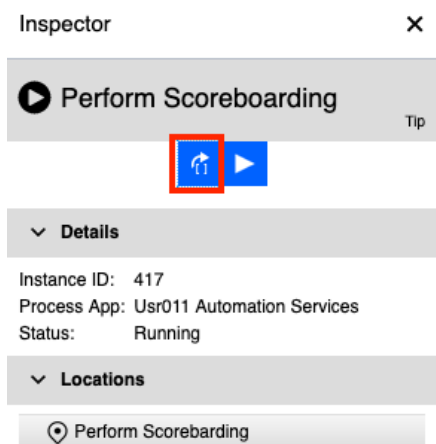 Inspector
Perform Scoreboarding
Tip
Details
Instance ID: 417
Process App: Usr011 Automation Services
Status: Running
Locations
Perform Scorebarding